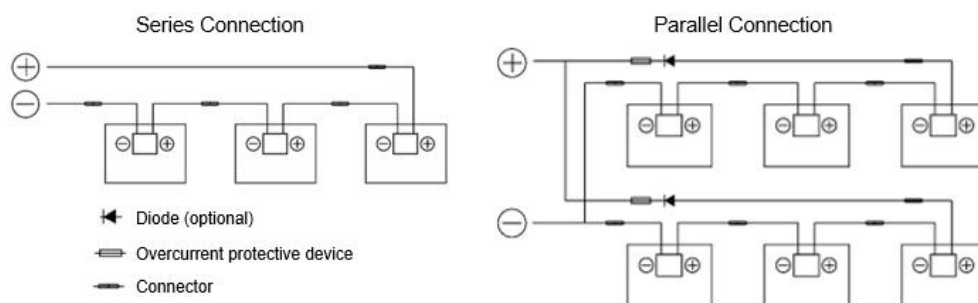 Series Connection
Parallel Connection
Diode (optional)
Overcurrent protective device
Connector